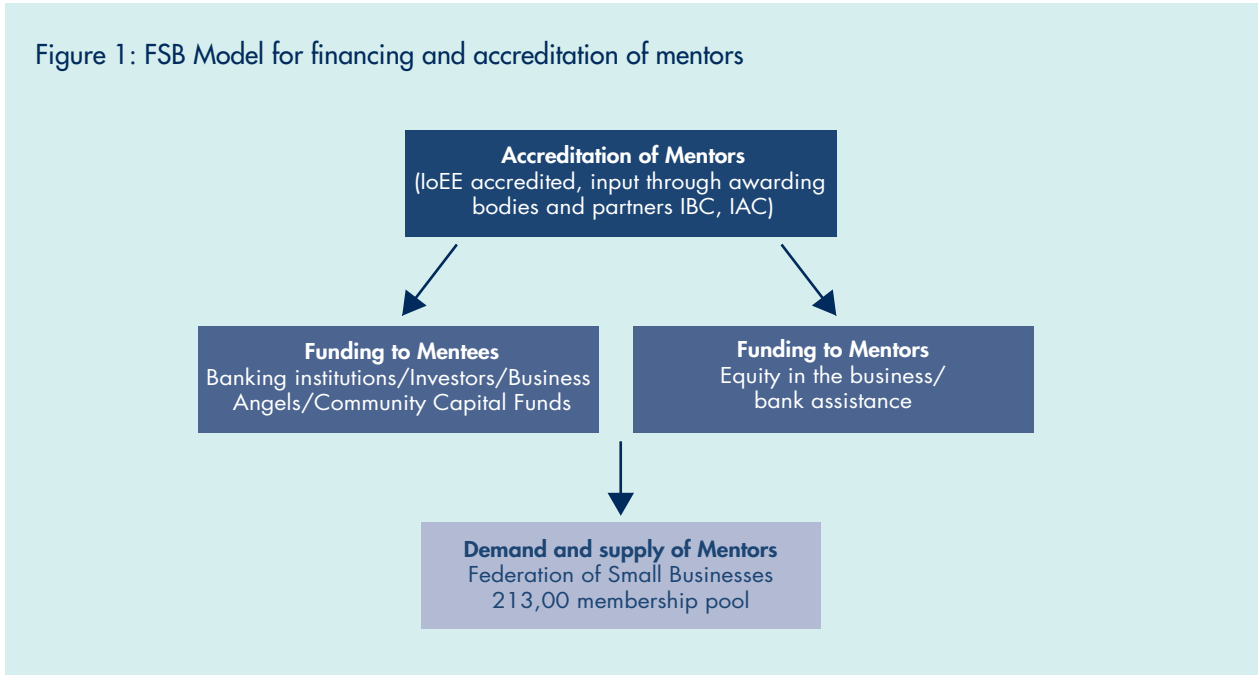 Figure 1: FSB Model for financing and accreditation of mentors
Accreditation of Mentors
(IoEE accredited, input through awarding
bodies and partners IBC, IAC)
Funding to Mentees
Banking institutions/Investors/Business
Angels/Community Capital Funds
Funding to Mentors
Equity in the business/
bank assistance
Demand and supply of Mentors
Federation of Small Businesses
213,00 membership pool